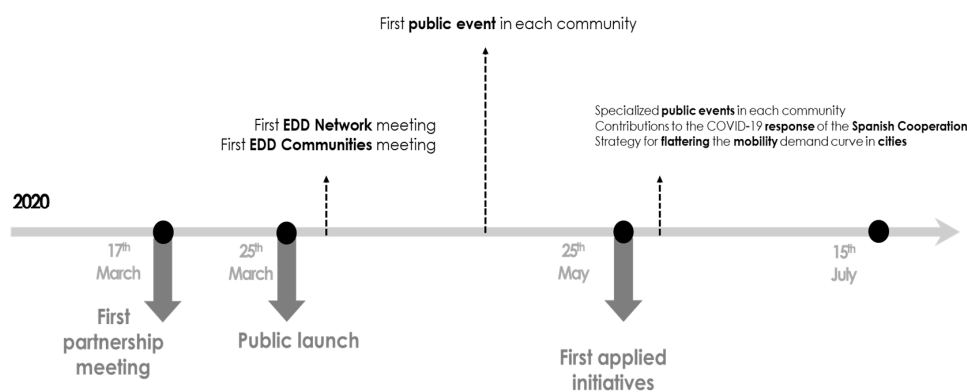 First public event in each community
Specialized public events in each community
Contributions to the COVID-19 response of the Spanish Cooperation
Strategy for flattering the mobility demand curve in cities
First EDD Network meeting
First EDD Communities meeting
2020
17th
March
25th
March
25th
May
15th
July
First
partnership
meeting
Public launch
First applied
initiatives